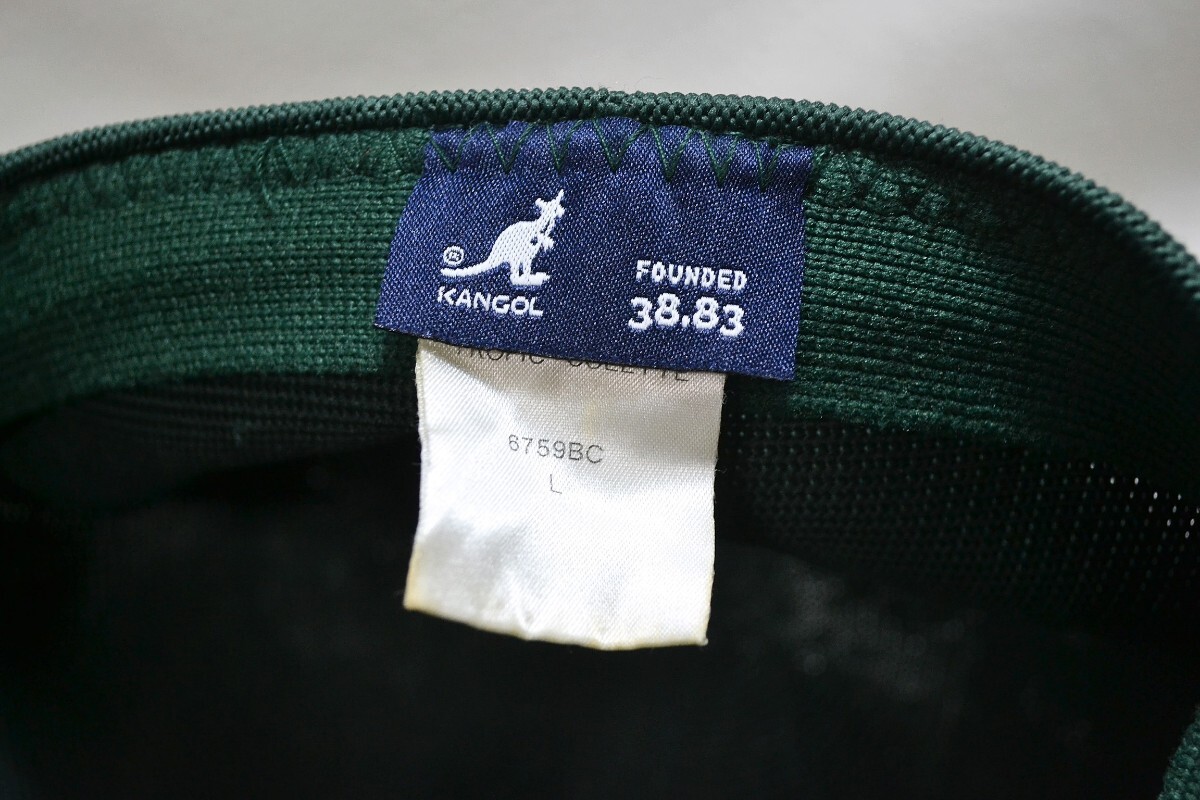 ®
KANGOL
FOUNDED
38.83
6759BC
L